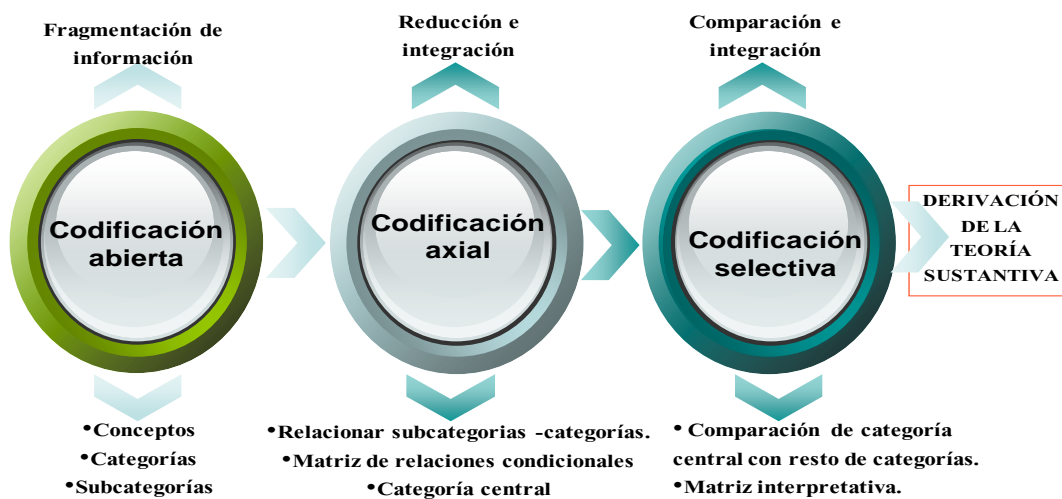 Fragmentación de
información
Reducción e
integración
Comparación e
integración
Codificación
abierta
Codificación
axial
Codificación
selectiva
DERIVACIÓN
DE LA
TEORÍA
SUSTANTIVA
•Conceptos
•Categorías
•Subcategorías
•Relacionar subcategorias -categorías.
•Matriz de relaciones condicionales
•Categoría central
• Comparación de categoría
central con resto de categorías.
• Matriz interpretativa.